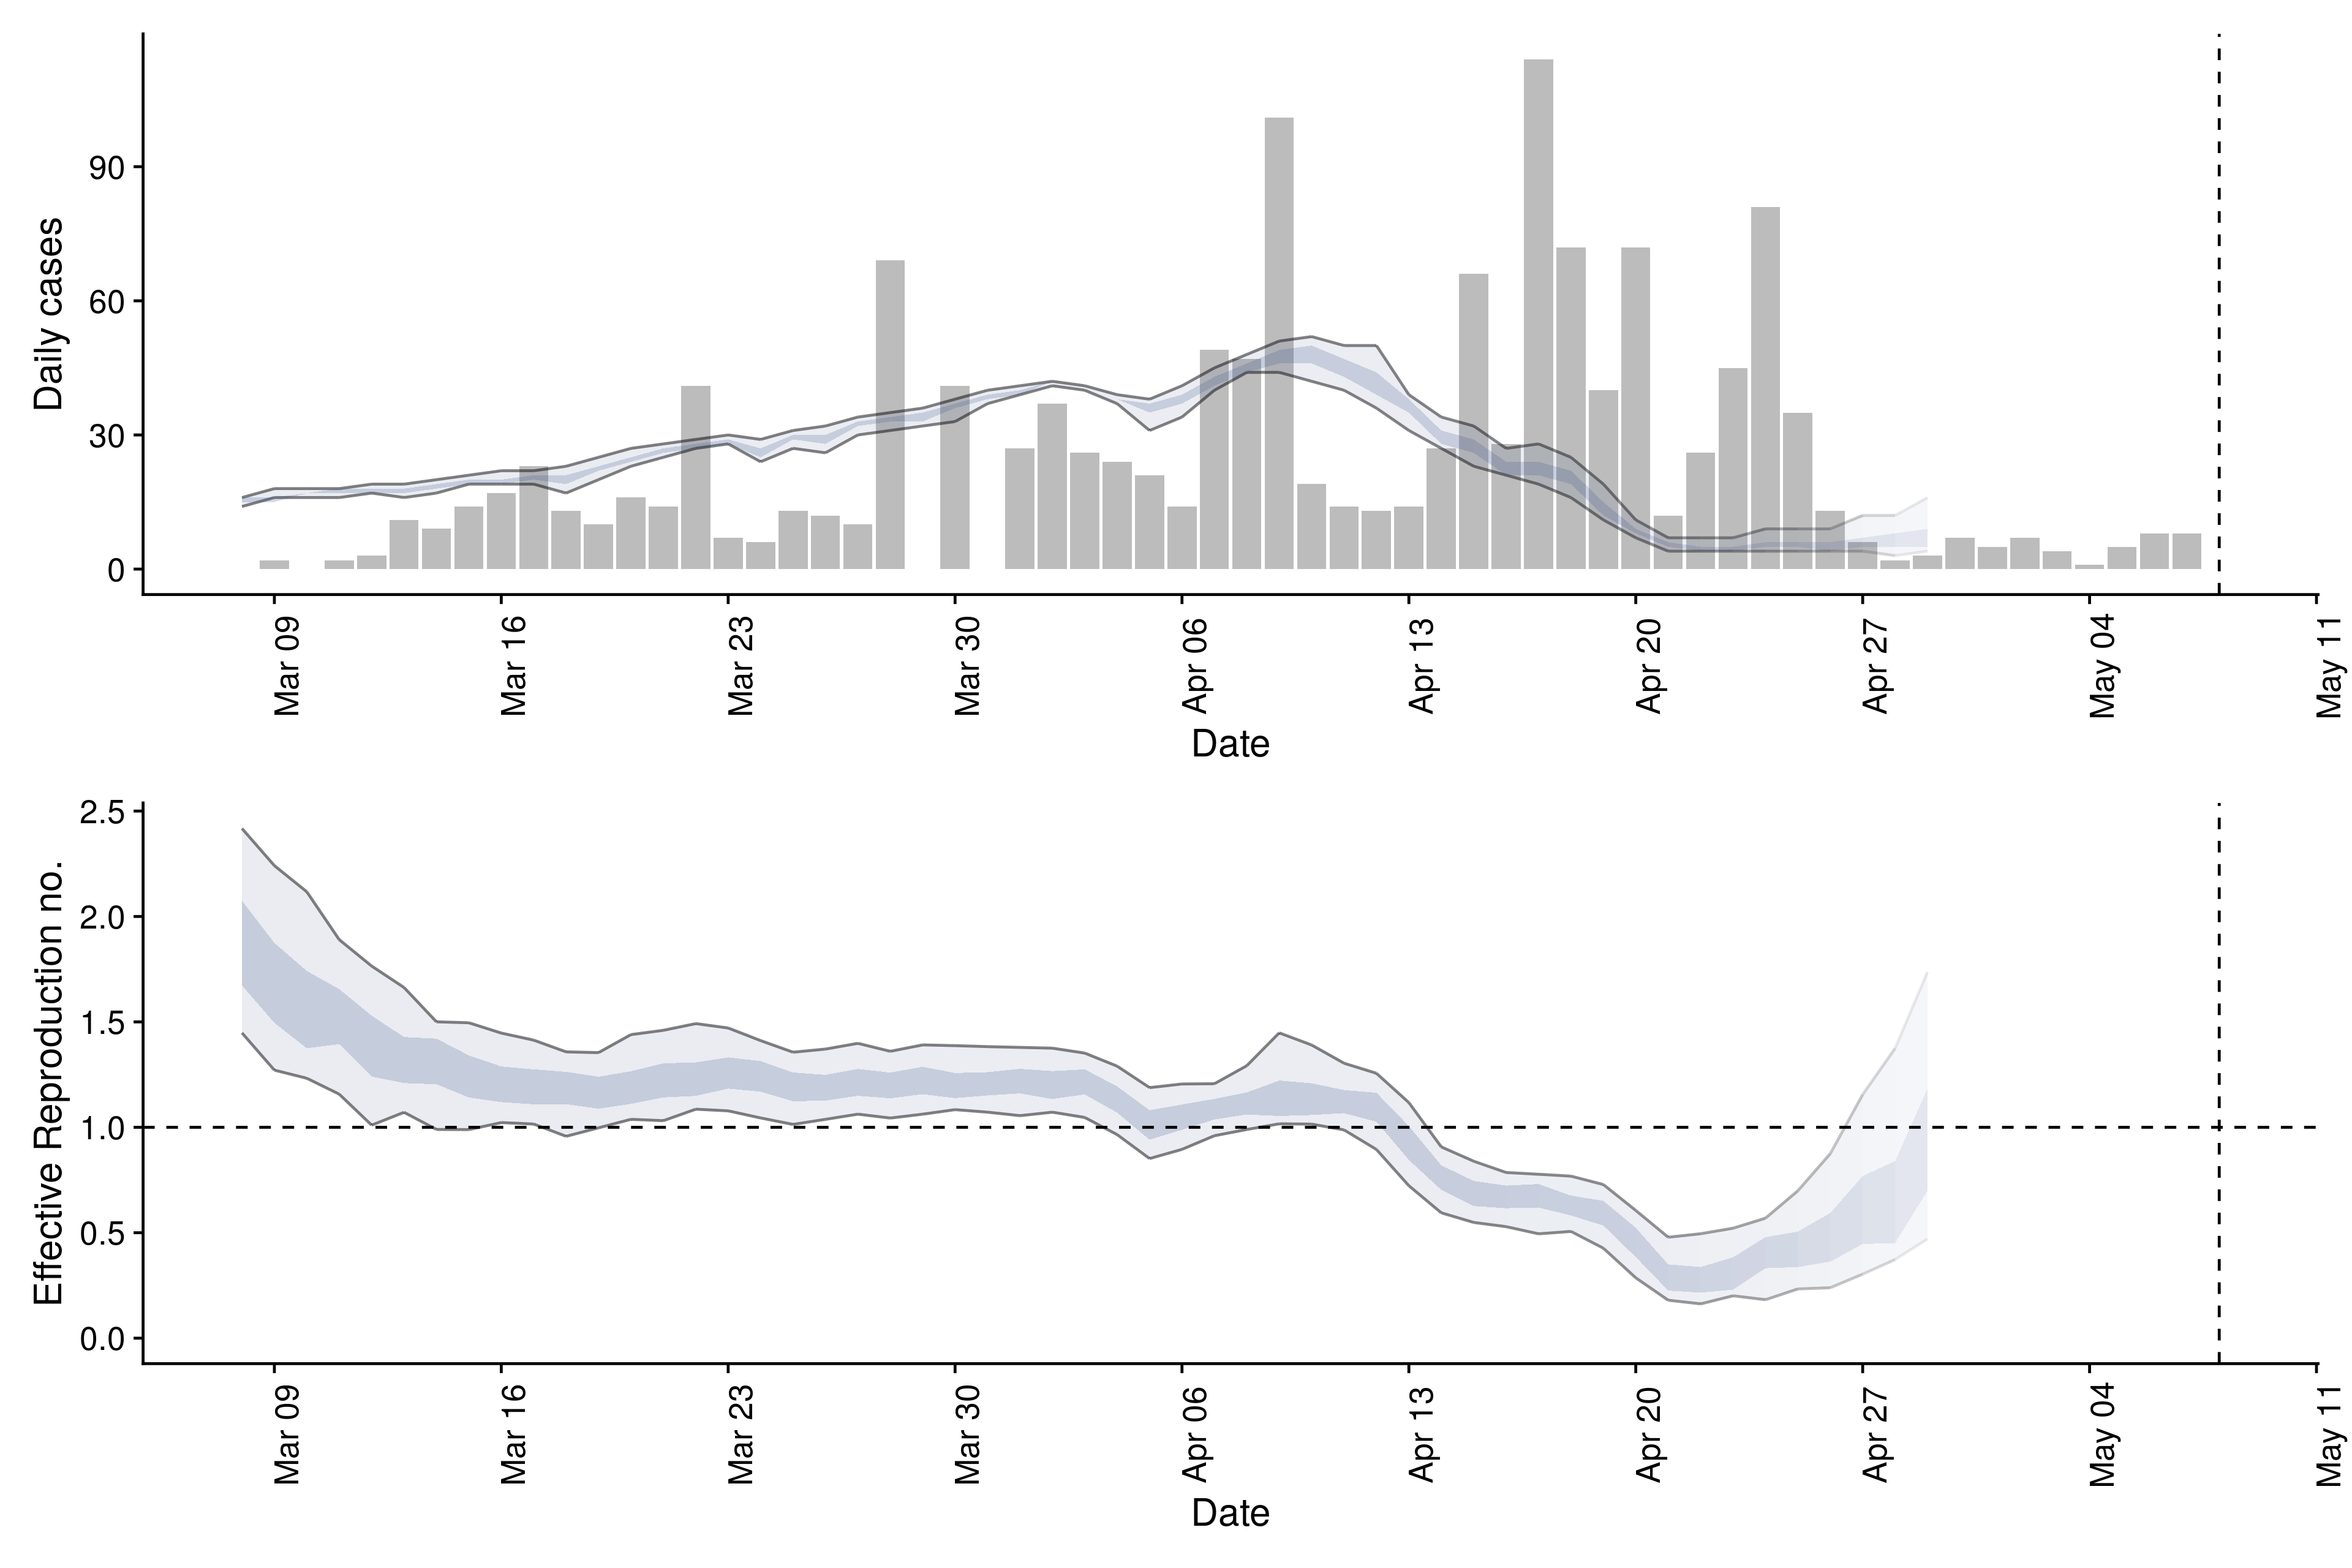 Daily cases
90
60
30
0
Mar 09
Mar 16
Mar 23
Mar 30
Apr 06
Apr 13
Apr 20
Apr 27
May 04
May 11
Date
Effective Reproduction no.
2.5
2.0
1.5
1.0
0.5
0.0
Mar 09
Mar 16
Mar 23
Mar 30
Apr 06
Apr 13
Apr 20
Apr 27
May 04
May 11
Date